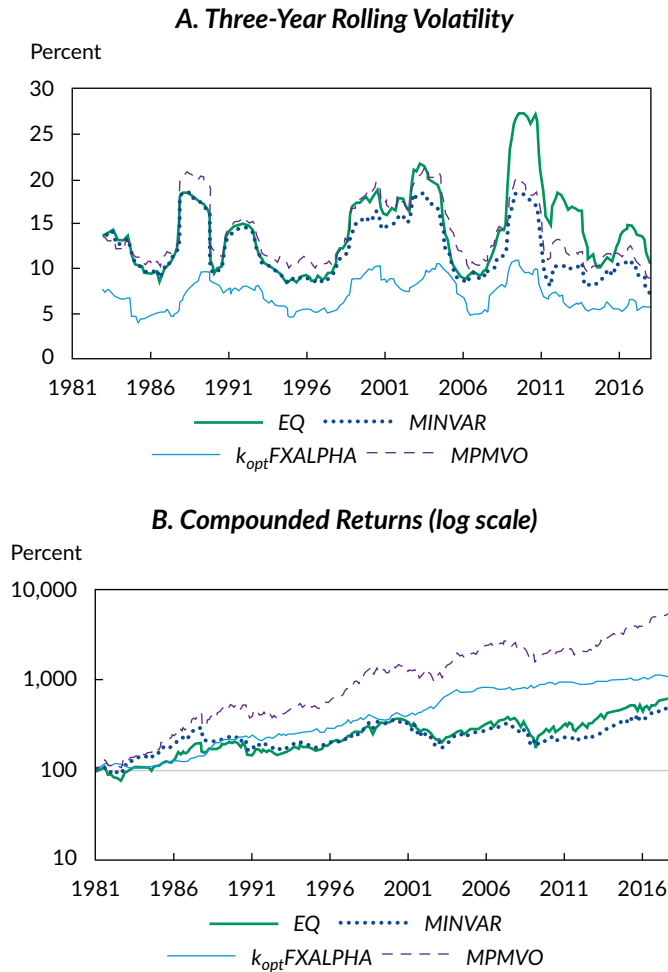 A. Three-Year Rolling Volatility
Percent
30
25
20
15
10
5
0
1981 1986 1991 1996 2001 2006 2011 2016
EQ MINVAR
k_optFXALPHA MPMVO
B. Compounded Returns (log scale)
Percent
10,000
1,000
100
10
1981 1986 1991 1996 2001 2006 2011 2016
EQ MINVAR
k_optFXALPHA MPMVO